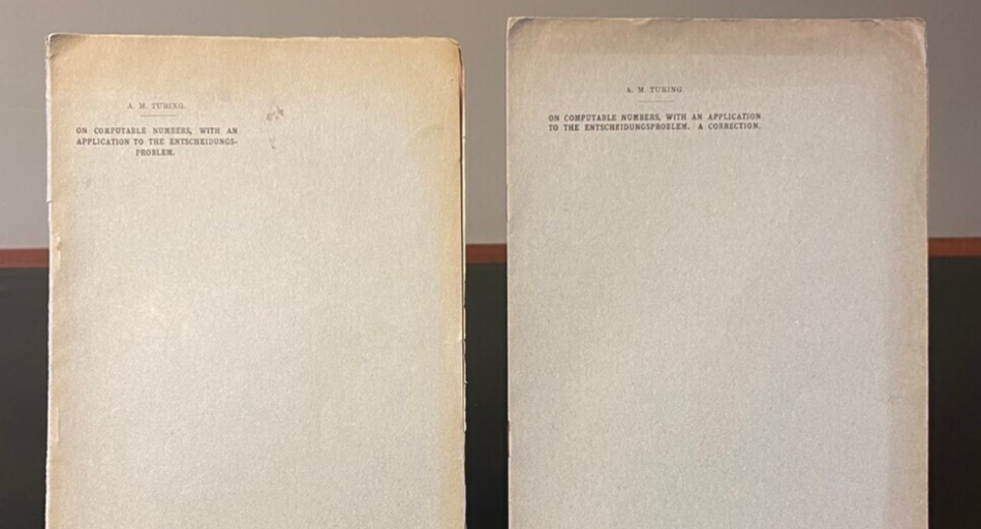 A. M. TURING.
ON COMPUTABLE NUMBERS, WITH AN
APPLICATION TO THE ENTSCHEIDUNGS-
PROBLEM.
A. M. TURING.
ON COMPUTABLE NUMBERS, WITH AN APPLICATION
TO THE ENTSCHEIDUNGSPROBLEM. A CORRECTION.